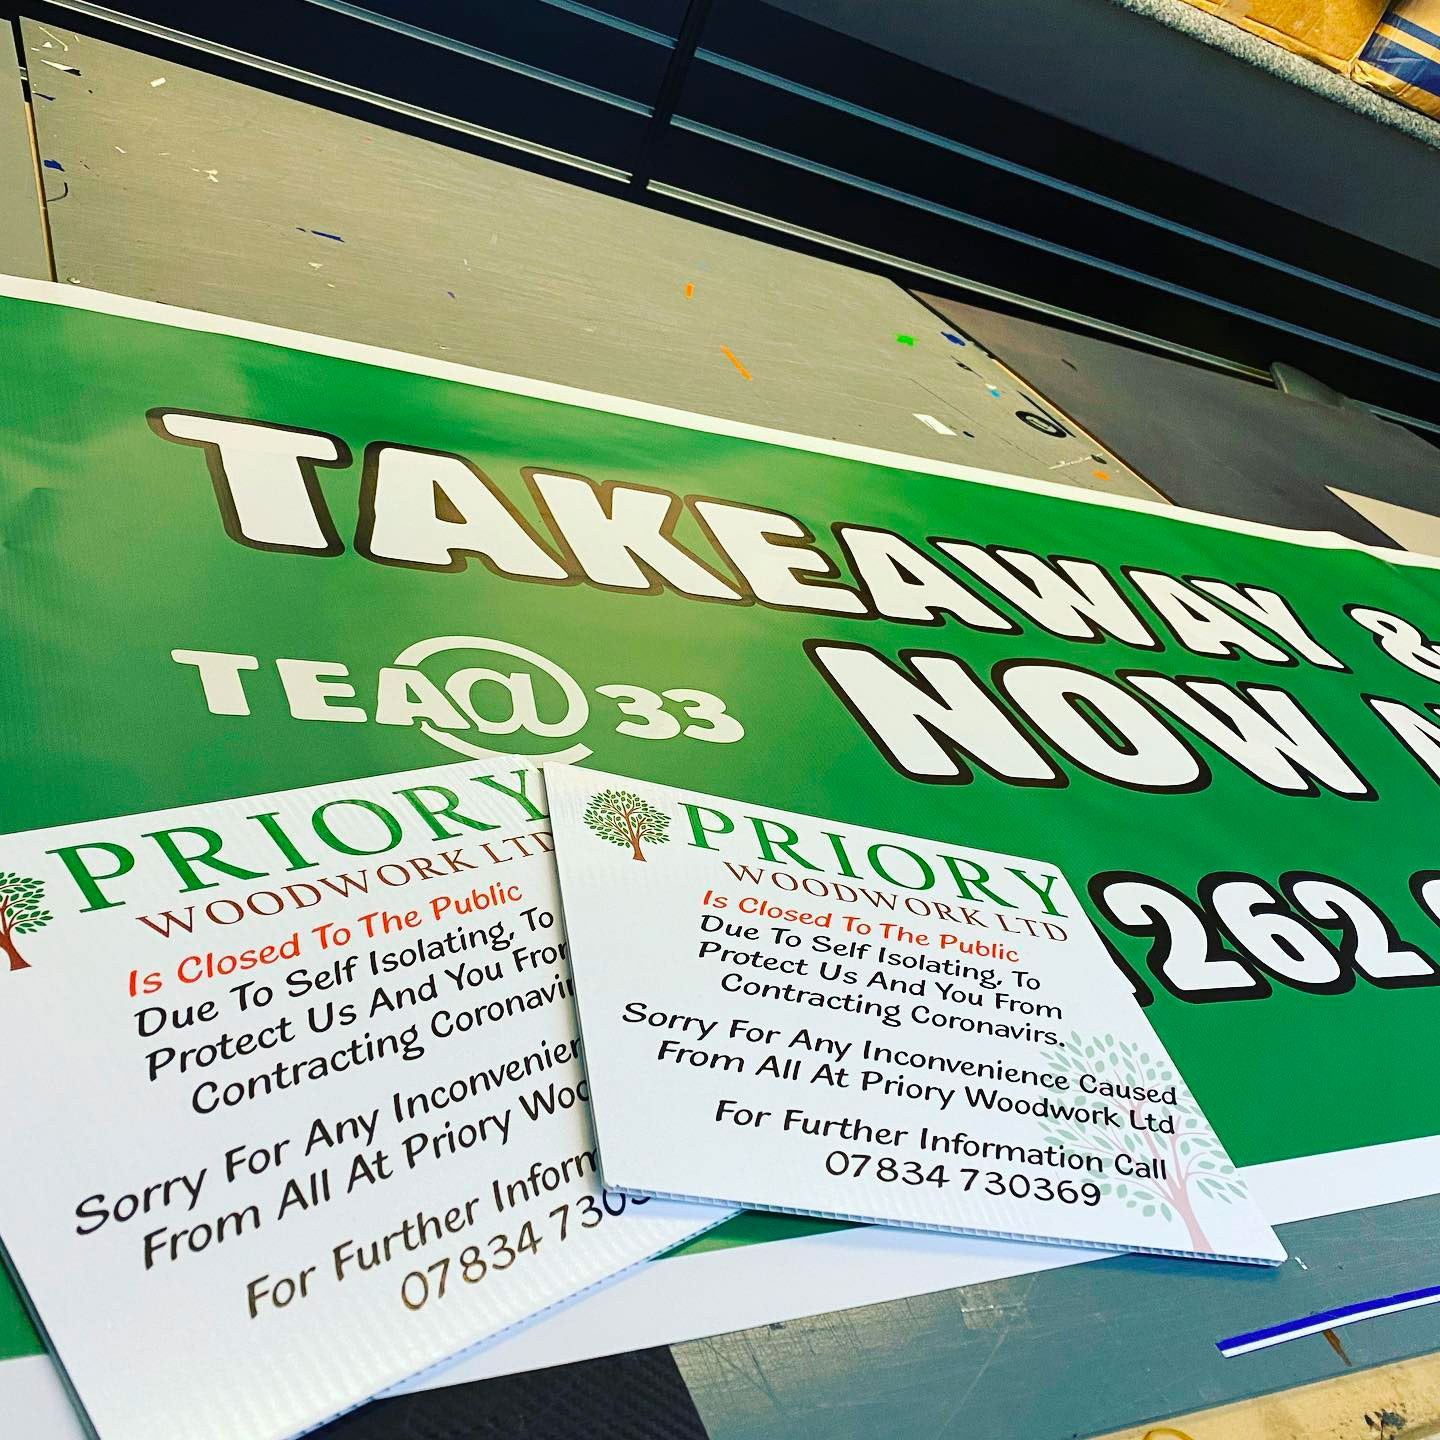 TAKEAWAY &
NOW
TEA@33
262
PRIORY
WOODWORK LTD
Is Closed To The Public
Due To Self Isolating, To
Protect Us And You From
Contracting
Sorry For Any
From All At Priory
For Further
07834
PRIORY
WOODWORK LTD
Is Closed To The Public
Due To Self Isolating, To
Protect Us And You From
Contracting Coronavirs.
Sorry For Any Inconvenience Caused
From All At Priory Woodwork Ltd
For Further Information Call
07834 730369